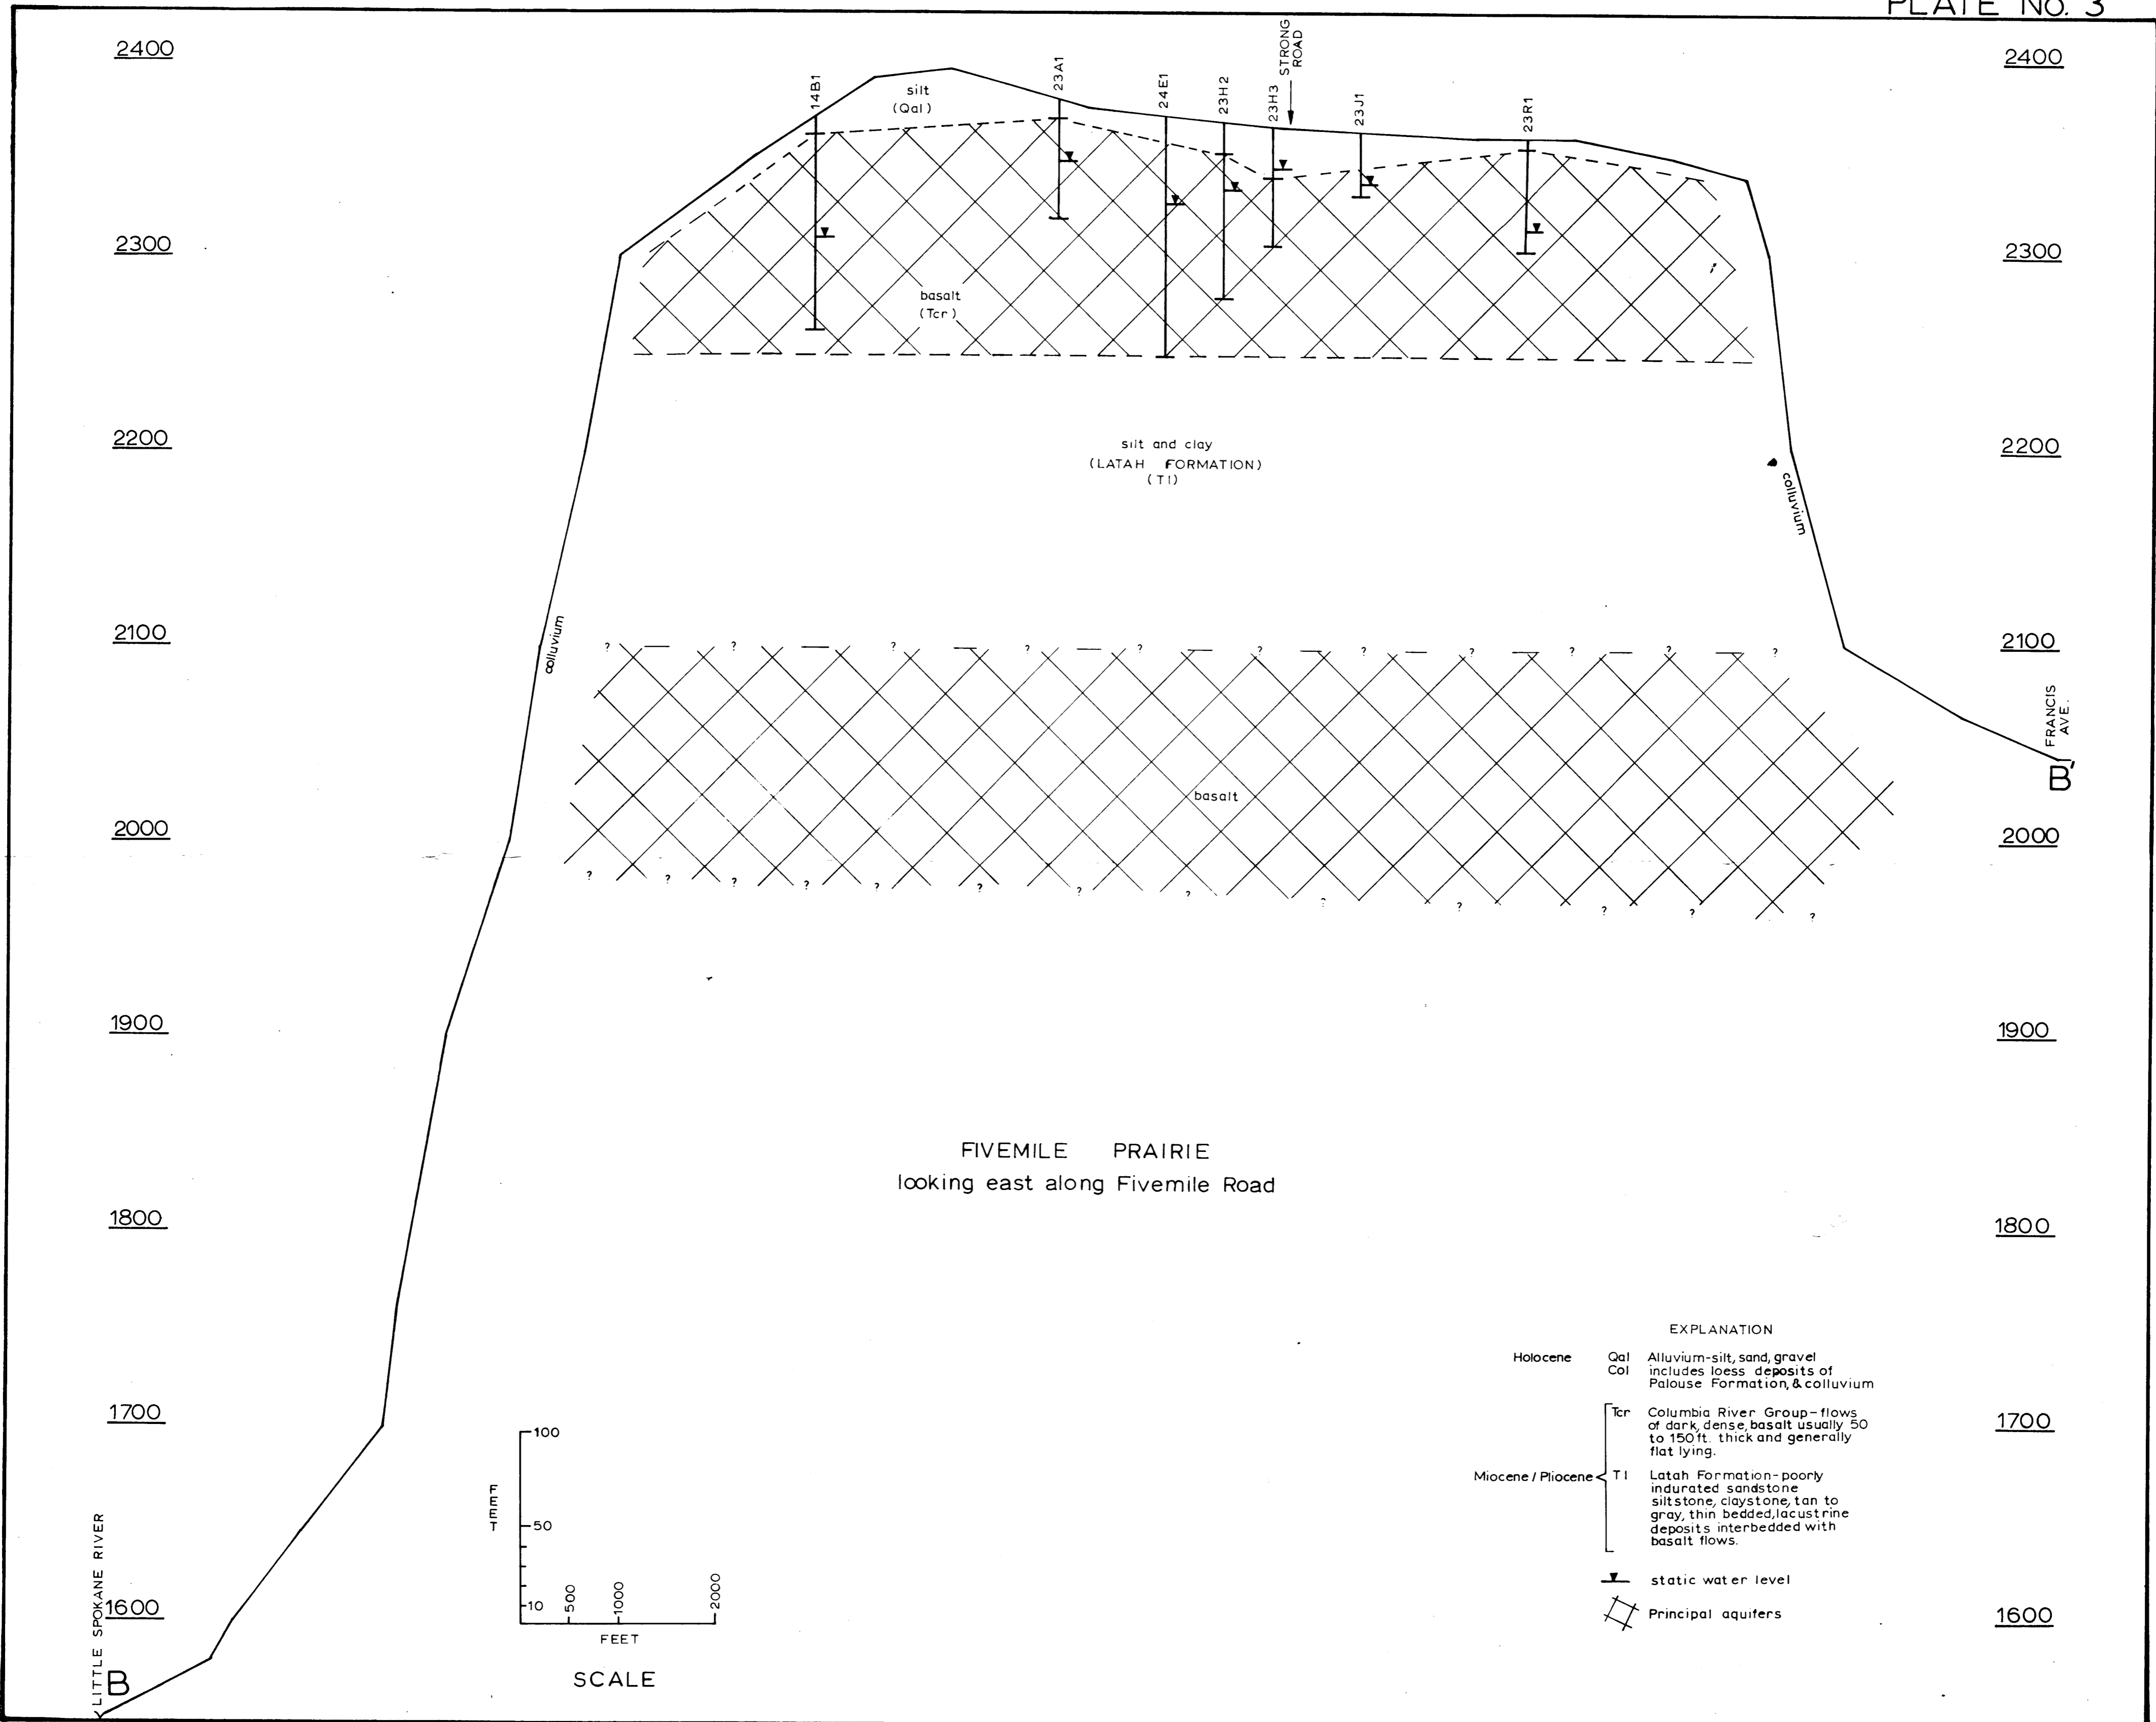 PLATE NO. 3
2400
2400
STRONG
ROAD
14B1
23A1
24E1
23H2
23H3
23J1
23R1
silt
(Qal)
2300
2300
basalt
(Tcr)
2200
2200
silt and clay
(LATAH FORMATION)
(Tl)
colluvium
2100
2100
colluvium
? ? ? ? ? ? ? ? ? ? ?
FRANCIS
AVE.
B'
basalt
2000
2000
? ? ? ? ? ? ? ? ? ? ? ? ?
1900
1900
FIVEMILE PRAIRIE
looking east along Fivemile Road
1800
1800
EXPLANATION
Holocene Qal Alluvium-silt, sand, gravel
Col includes loess deposits of
Palouse Formation, & colluvium
1700
1700
Tcr Columbia River Group-flows
of dark, dense, basalt usually 50
to 150 ft. thick and generally
flat lying.
Miocene / Pliocene Tl Latah Formation-poorly
indurated sandstone
siltstone, claystone, tan to
gray, thin bedded, lacustrine
deposits interbedded with
basalt flows.
static water level
Principal aquifers
1600
1600
LITTLE SPOKANE RIVER
B
FEET
100
50
10
500
1000
2000
FEET
SCALE